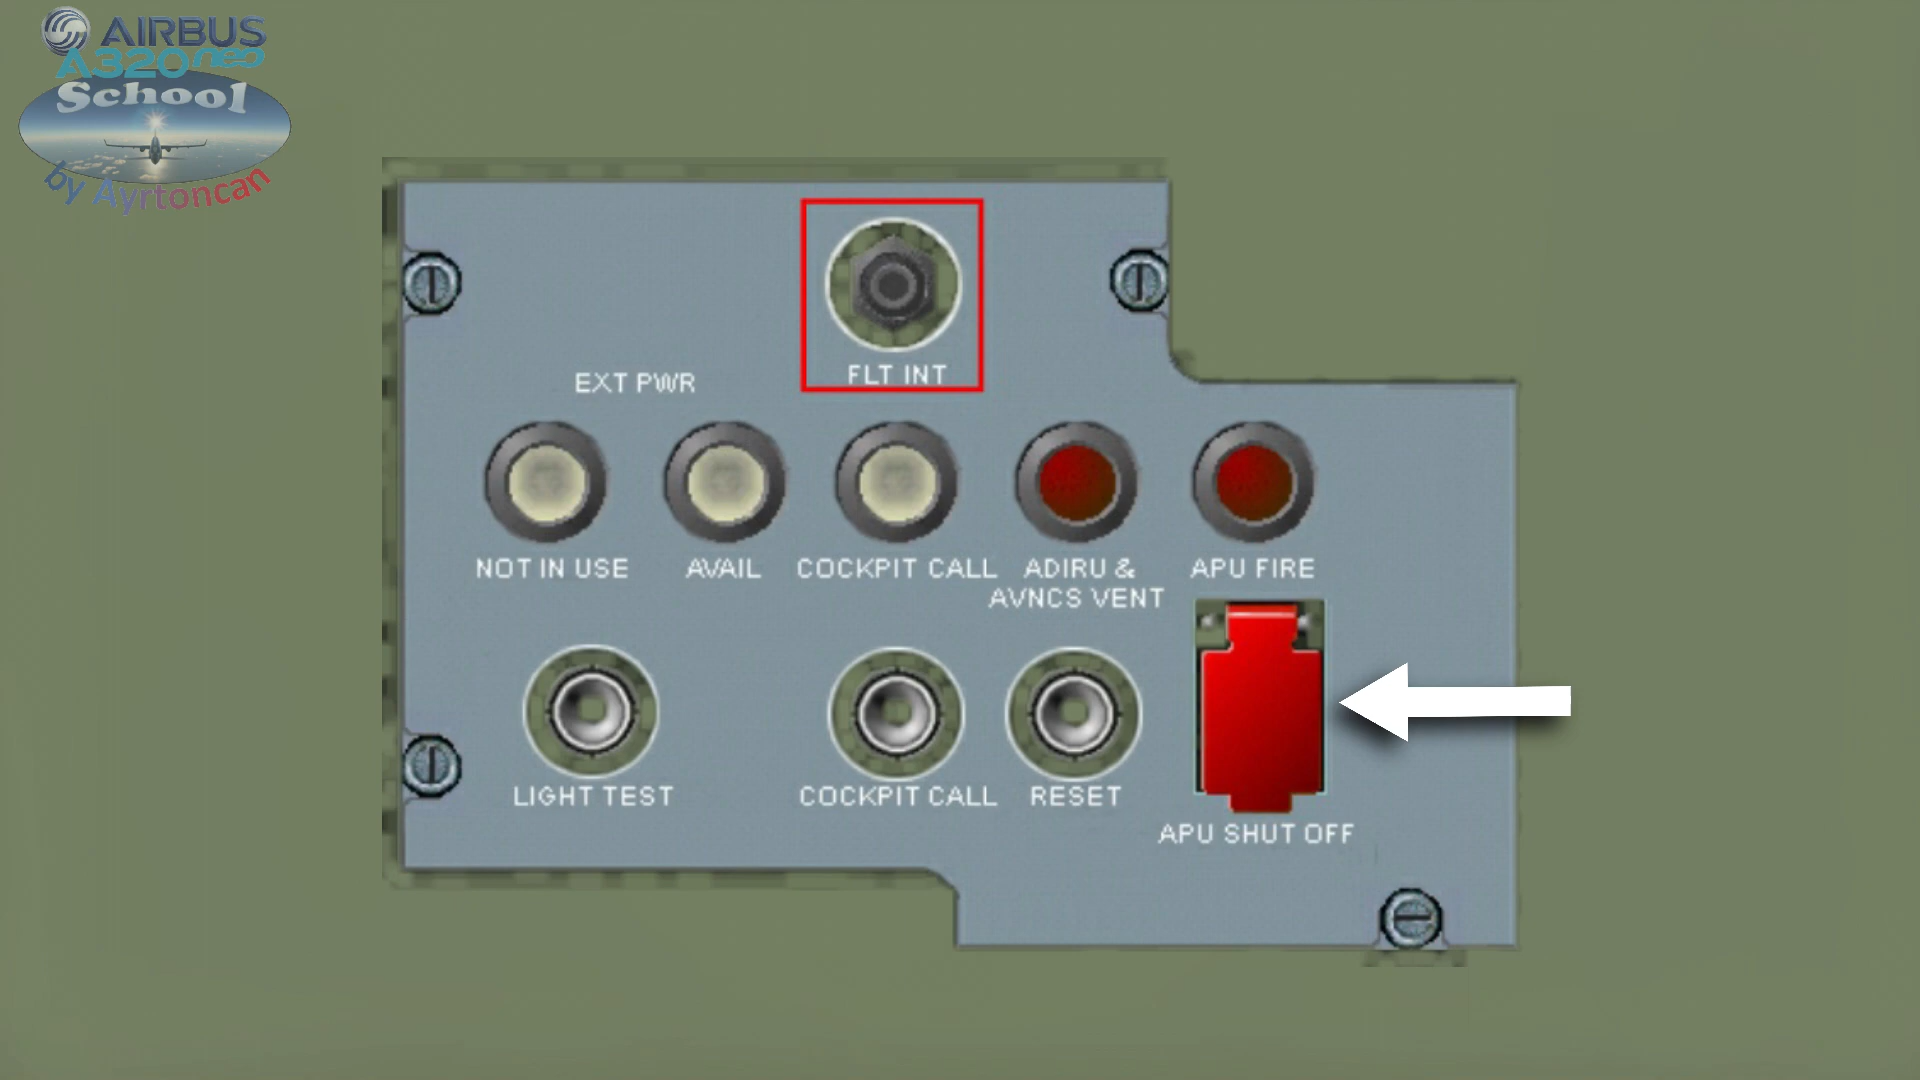 AIRBUS
A320neo
School
by Ayrtoncan
FLT INT
EXT PWR
NOT IN USE
AVAIL
COCKPIT CALL
ADIRU &
AVNCS VENT
APU FIRE
LIGHT TEST
COCKPIT CALL
RESET
APU SHUT OFF